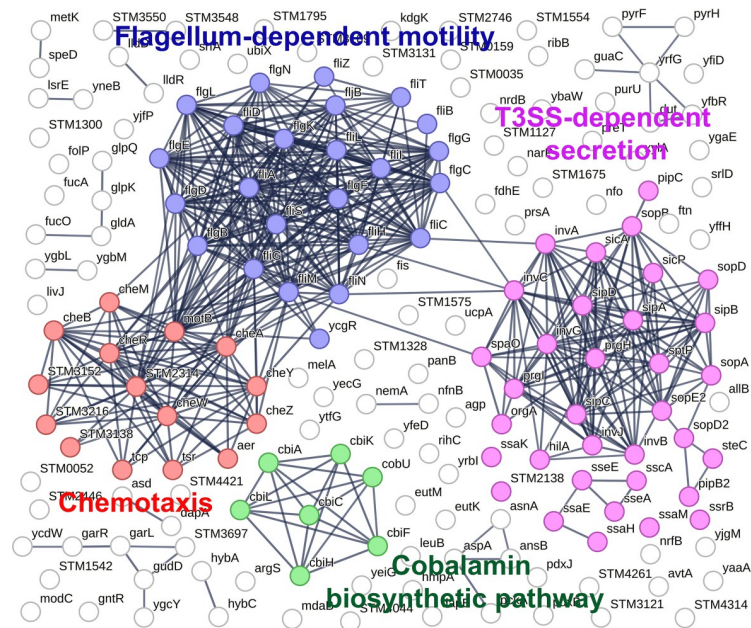 metK
STM3550
STM3548
STM1795
kdgK
STM2746
STM1554
pyrF
pyrH
Flagellum-dependent motility
speD
lldR
ubiX
STM3131
STM0159
ribB
guaC
yrfG
yfiD
lsrE
yneB
flgN
fliZ
fljB
fliT
STM0035
purU
yfbR
flgL
nrdB
ybaW
T3SS-dependent
secretion
STM1300
yjfP
fliD
flgK
fliL
fliB
flgG
STM1127
ygaE
folP
glpQ
flgE
flgC
STM1675
pipC
srlD
fucA
glpK
flgD
fliA
flgF
fdhE
nfo
fucO
gldA
flgB
fliS
fliH
fliC
prsA
invA
sicA
sopB
ftn
yffH
ygbL
ygbM
fliG
fliM
fliN
fis
invC
sicP
sopD
livJ
cheM
motB
STM1575
sipD
sipA
sipB
cheB
cheR
cheA
ycgR
ucpA
invG
prgH
sptP
STM3152
STM2314
cheY
melA
STM1328
panB
spaO
prgI
sopA
STM3216
cheW
cheZ
yecG
nemA
nfnB
sipC
sopE2
allB
STM3138
aer
ytfG
agp
orgA
invJ
invB
sopD2
tcp
tsr
yfeD
rihC
ssaK
hilA
steC
STM0052
asd
STM4421
cbiA
cbiK
cobU
yrbI
STM2138
sseE
sscA
pipB2
STM2446
Chemotaxis
dapA
cbiL
cbiC
eutM
eutK
asnA
sseA
ssaE
ssaM
ssrB
ycdW
garR
garL
STM3697
cbiF
cbiH
leuB
aspA
ansB
ssaH
nrfB
yjgM
STM1542
gudD
hybA
argS
yeiG
Cobalamin
pdxJ
STM4261
avtA
yaaA
modC
gntR
ygcY
hybC
mdaB
nmpA
biosynthetic pathway
STM3121
STM4314